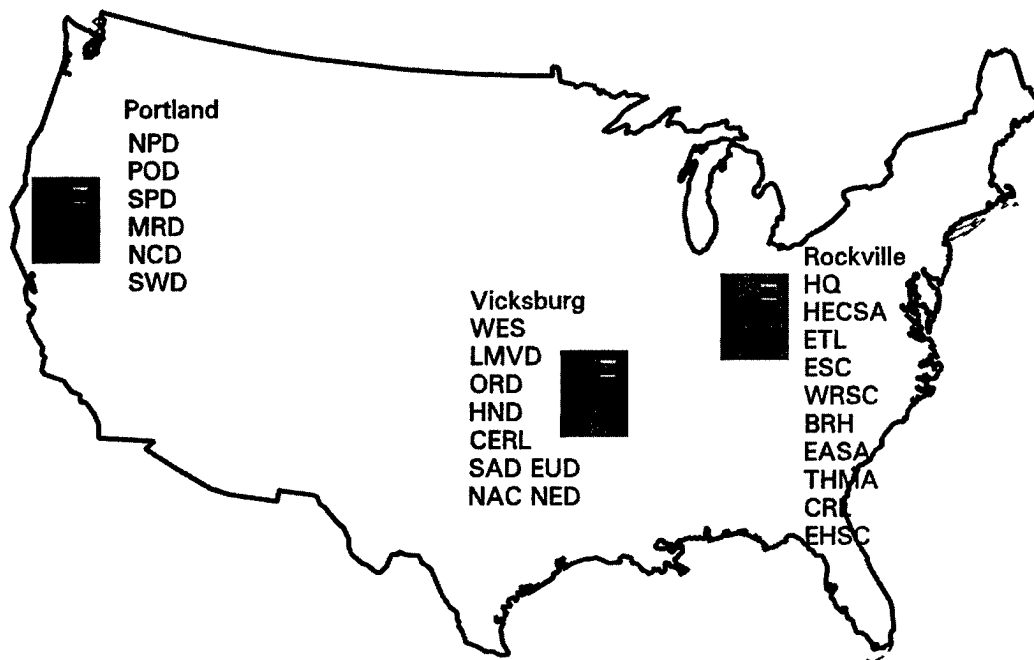 Portland
NPD
POD
SPD
MRD
NCD
SWD
Vicksburg
WES
LMVD
ORD
HND
CERL
SAD EUD
NAC NED
Rockville
HQ
HECSA
ETL
ESC
WRSC
BRH
EASA
THMA
CRL
EHSC